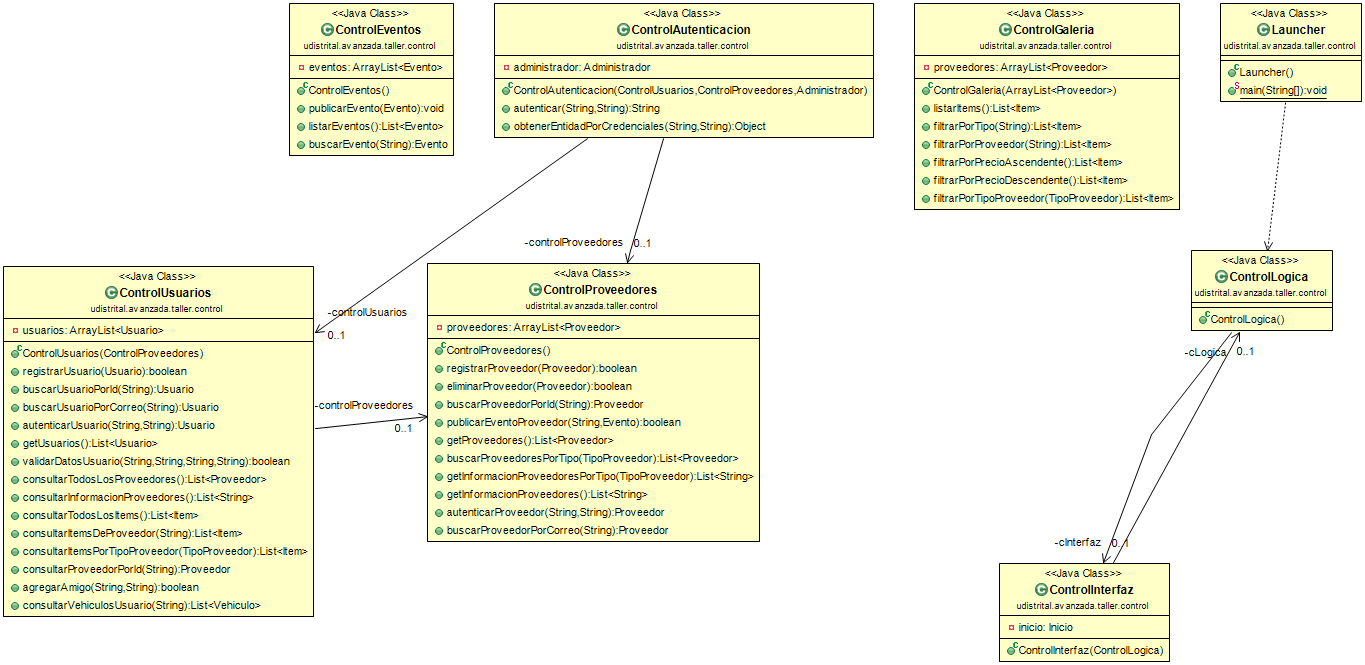 <<Java Class>>
ControlEventos
udistrital.avanzada.taller.control
eventos: ArrayList<Evento>
ControlEventos()
publicarEvento(Evento):void
listarEventos():List<Evento>
buscarEvento(String):Evento
<<Java Class>>
ControlAutenticacion
udistrital.avanzada.taller.control
administrador: Administrador
ControlAutenticacion(ControlUsuarios,ControlProveedores,Administrador)
autenticar(String,String):String
obtenerEntidadPorCredenciales(String,String):Object
<<Java Class>>
ControlGaleria
udistrital.avanzada.taller.control
proveedores: ArrayList<Proveedor>
ControlGaleria(ArrayList<Proveedor>)
listarItems():List<Item>
filtrarPorTipo(String):List<Item>
filtrarPorProveedor(String):List<Item>
filtrarPorPrecioAscendente():List<Item>
filtrarPorPrecioDescendente():List<Item>
filtrarPorTipoProveedor(TipoProveedor):List<Item>
<<Java Class>>
Launcher
udistrital.avanzada.taller.control
Launcher()
main(String[]):void
-controlProveedores
0..1
-controlUsuarios
0..1
<<Java Class>>
ControlUsuarios
udistrital.avanzada.taller.control
usuarios: ArrayList<Usuario>
ControlUsuarios(ControlProveedores)
registrarUsuario(Usuario):boolean
buscarUsuarioPorId(String):Usuario
buscarUsuarioPorCorreo(String):Usuario
autenticarUsuario(String,String):Usuario
getUsuarios():List<Usuario>
validarDatosUsuario(String,String,String,String):boolean
consultarTodosLosProveedores():List<Proveedor>
consultarInformacionProveedores():List<String>
consultarTodosLosItems():List<Item>
consultarItemsDeProveedor(String):List<Item>
consultarItemsPorTipoProveedor(TipoProveedor):List<Item>
consultarProveedorPorId(String):Proveedor
agregarAmigo(String,String):boolean
consultarVehiculosUsuario(String):List<Vehiculo>
-controlProveedores
0..1
<<Java Class>>
ControlProveedores
udistrital.avanzada.taller.control
proveedores: ArrayList<Proveedor>
ControlProveedores()
registrarProveedor(Proveedor):boolean
eliminarProveedor(Proveedor):boolean
buscarProveedorPorId(String):Proveedor
publicarEventoProveedor(String,Evento):boolean
getProveedores():List<Proveedor>
buscarProveedoresPorTipo(TipoProveedor):List<Proveedor>
getInformacionProveedoresPorTipo(TipoProveedor):List<String>
getInformacionProveedores():List<String>
autenticarProveedor(String,String):Proveedor
buscarProveedorPorCorreo(String):Proveedor
<<Java Class>>
ControlLogica
udistrital.avanzada.taller.control
ControlLogica()
-cLogica
0..1
-cInterfaz
0..1
<<Java Class>>
ControlInterfaz
udistrital.avanzada.taller.control
inicio: Inicio
ControlInterfaz(ControlLogica)